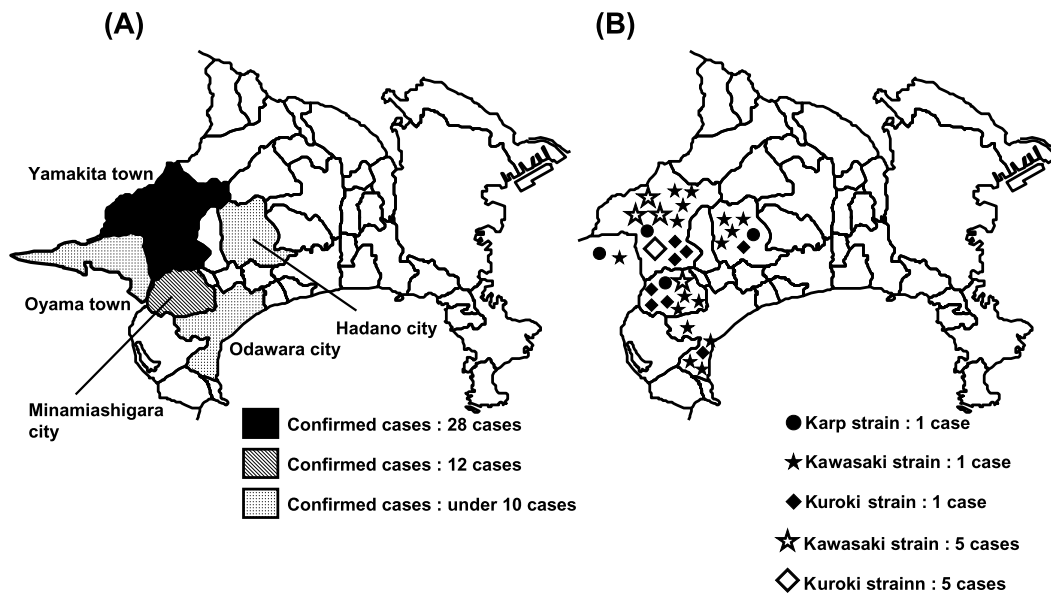 (A)
(B)
Yamakita town
Oyama town
Hadano city
Odawara city
Minamiashigara
city
Confirmed cases : 28 cases
Confirmed cases : 12 cases
Confirmed cases : under 10 cases
Karp strain : 1 case
Kawasaki strain : 1 case
Kuroki strain : 1 case
Kawasaki strain : 5 cases
Kuroki strainn : 5 cases